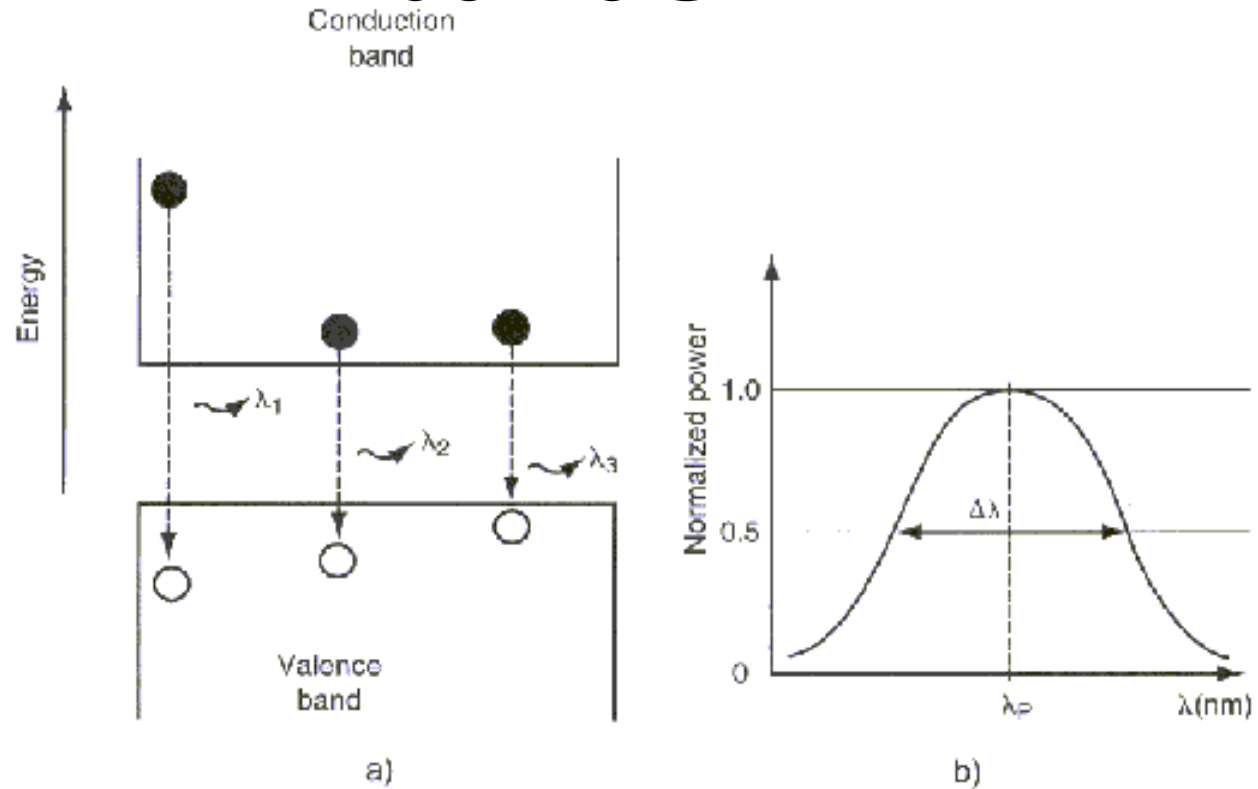 Conduction
band
Energy
λ1
λ2
λ3
Valence
band
a)
Normalized power
1.0
0.5
0
Δλ
λP
λ(nm)
b)